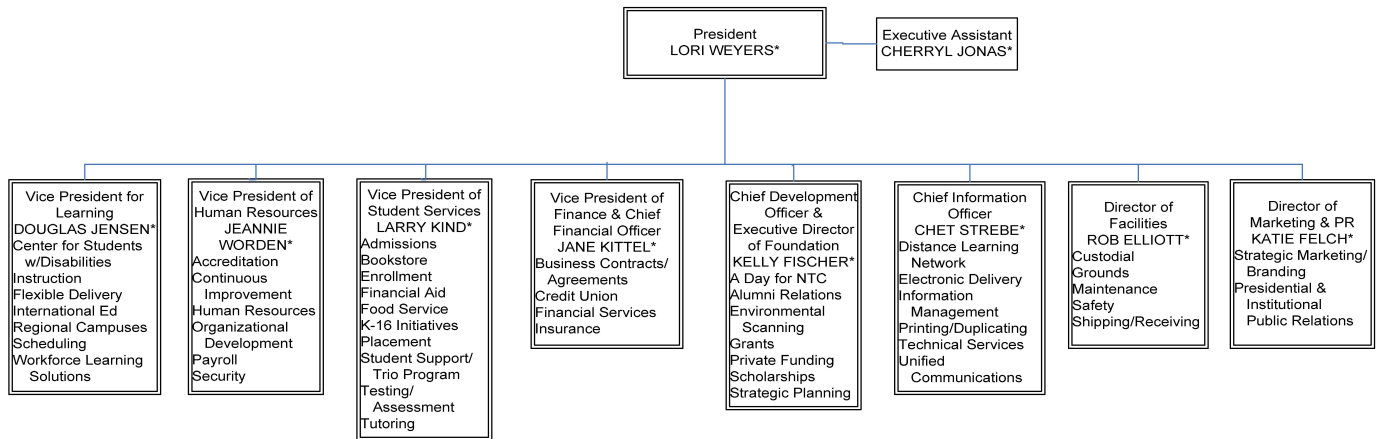 President
LORI WEYERS*
Executive Assistant
CHERRYL JONAS*
Vice President for
Learning
DOUGLAS JENSEN*
Center for Students
w/Disabilities
Instruction
Flexible Delivery
International Ed
Regional Campuses
Scheduling
Workforce Learning
Solutions
Vice President of
Human Resources
JEANNIE
WORDEN*
Accreditation
Continuous
Improvement
Human Resources
Organizational
Development
Payroll
Security
Vice President of
Student Services
LARRY KIND*
Admissions
Bookstore
Enrollment
Financial Aid
Food Service
K-16 Initiatives
Placement
Student Support/
Trio Program
Testing/
Assessment
Tutoring
Vice President of
Finance & Chief
Financial Officer
JANE KITTEL*
Business Contracts/
Agreements
Credit Union
Financial Services
Insurance
Chief Development
Officer &
Executive Director
of Foundation
KELLY FISCHER*
A Day for NTC
Alumni Relations
Environmental
Scanning
Grants
Private Funding
Scholarships
Strategic Planning
Chief Information
Officer
CHET STREBE*
Distance Learning
Network
Electronic Delivery
Information
Management
Printing/Duplicating
Technical Services
Unified
Communications
Director of
Facilities
ROB ELLIOTT*
Custodial
Grounds
Maintenance
Safety
Shipping/Receiving
Director of
Marketing & PR
KATIE FELCH*
Strategic Marketing/
Branding
Presidential &
Institutional
Public Relations